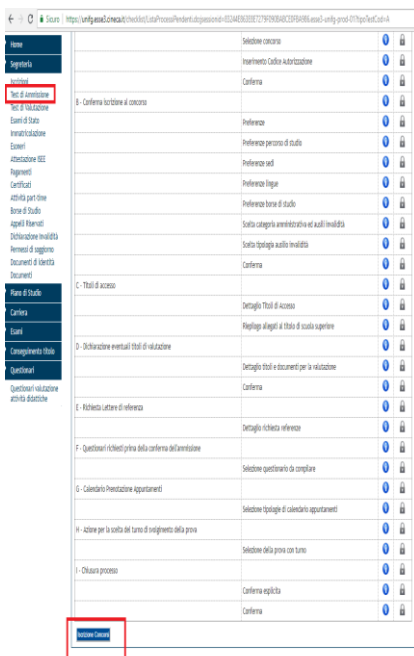 Sicuro
https://unifg.esse3.cineca.it/
Home
Segreteria
Iscrizioni
Test di Ammissione
Test di Valutazione
Esami di Stato
Immatricolazione
Esoneri
Attestazione ISEE
Pagamenti
Certificati
Attività part-time
Borse di Studio
Appelli Riservati
Dichiarazione Invalidità
Permessi di soggiorno
Documenti di identità
Documenti
Piano di Studio
Carriera
Esami
Conseguimento titolo
Questionari
Questionari valutazione
attività didattiche
Selezione concorso
Inserimento Codice Autorizzazione
Conferma
B - Conferma iscrizione al concorso
Preferenze
Preferenze percorso di studio
Preferenze sedi
Preferenze lingue
Preferenze borse di studio
Scelta categoria amministrativa ed ausili invalidità
Scelta tipologia ausilio invalidità
Conferma
C - Titoli di accesso
Dettaglio Titoli di Accesso
Riepilogo allegati al titolo di scuola superiore
D - Dichiarazione eventuali titoli di valutazione
Dettaglio titoli e documenti per la valutazione
Conferma
E - Richiesta Lettere di referenza
Dettaglio richiesta referenze
F - Questionari richiesti prima della conferma dell'ammissione
Selezione questionario da compilare
G - Calendario Prenotazione Appuntamenti
Selezione tipologie di calendario appuntamenti
H - Azione per la scelta del turno di svolgimento della prova
Selezione della prova con turno
I - Chiusura processo
Conferma esplicita
Conferma
Iscrizione Concorsi